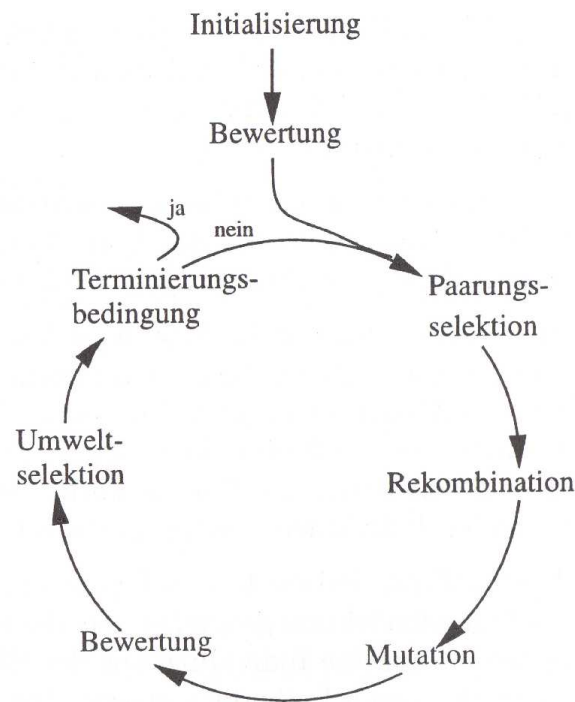 Initialisierung
Bewertung
ja
nein
Terminierungs-
bedingung
Paarungs-
selektion
Umwelt-
selektion
Rekombination
Bewertung
Mutation